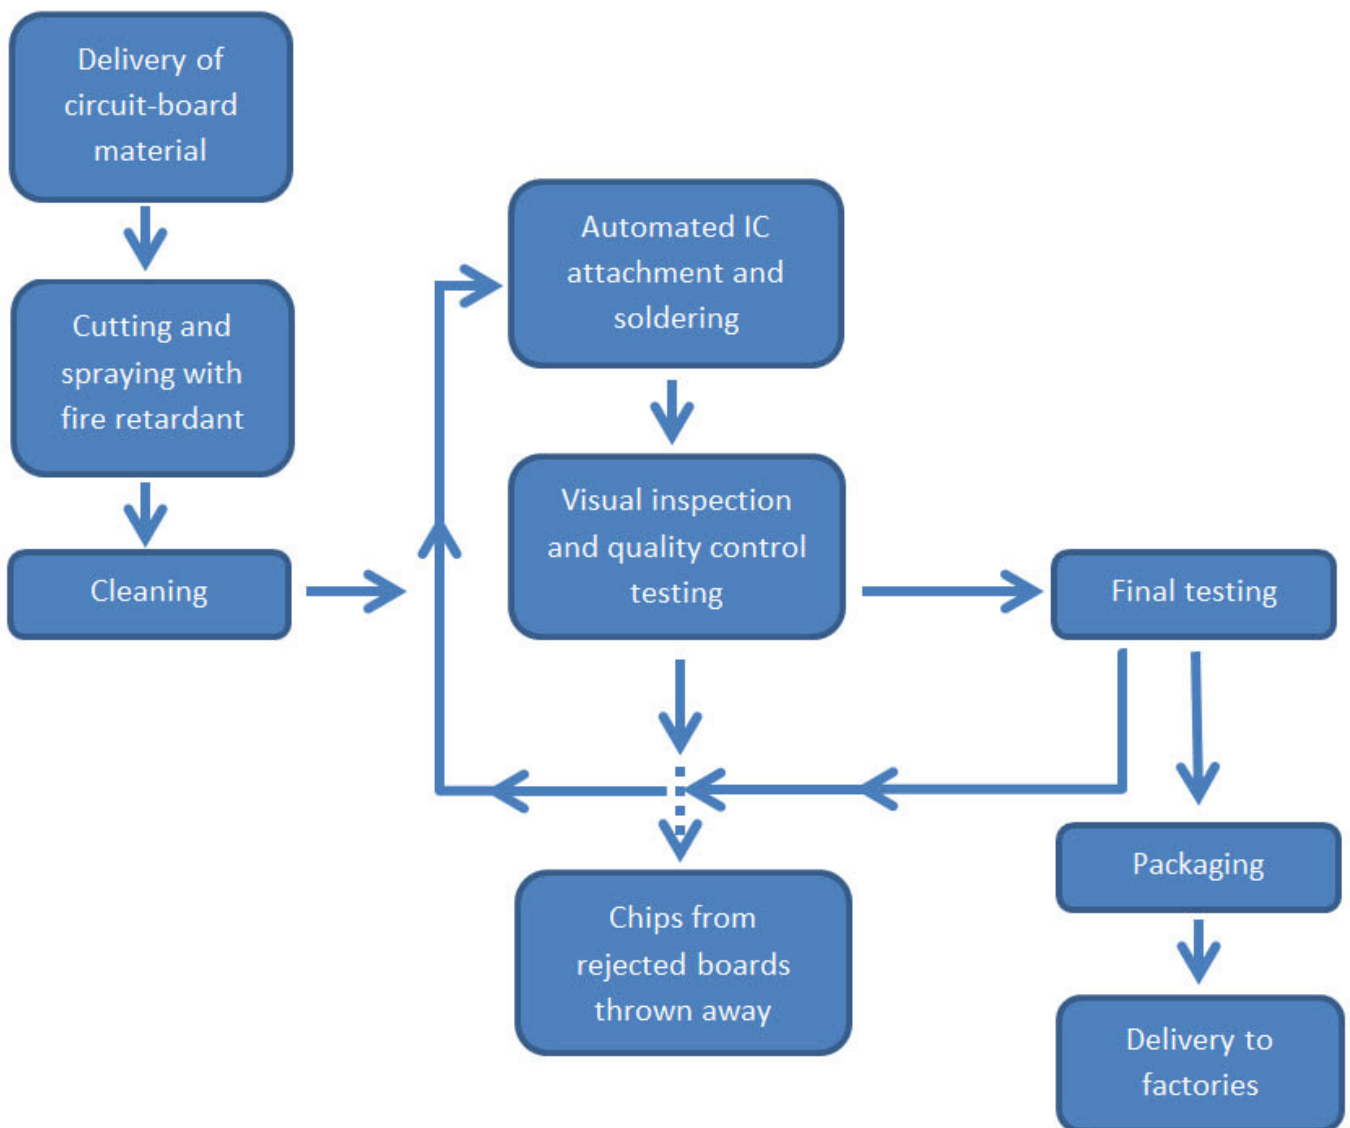 Delivery of
circuit-board
material
Cutting and
spraying with
fire retardant
Cleaning
Automated IC
attachment and
soldering
Visual inspection
and quality control
testing
Chips from
rejected boards
thrown away
Final testing
Packaging
Delivery to
factories